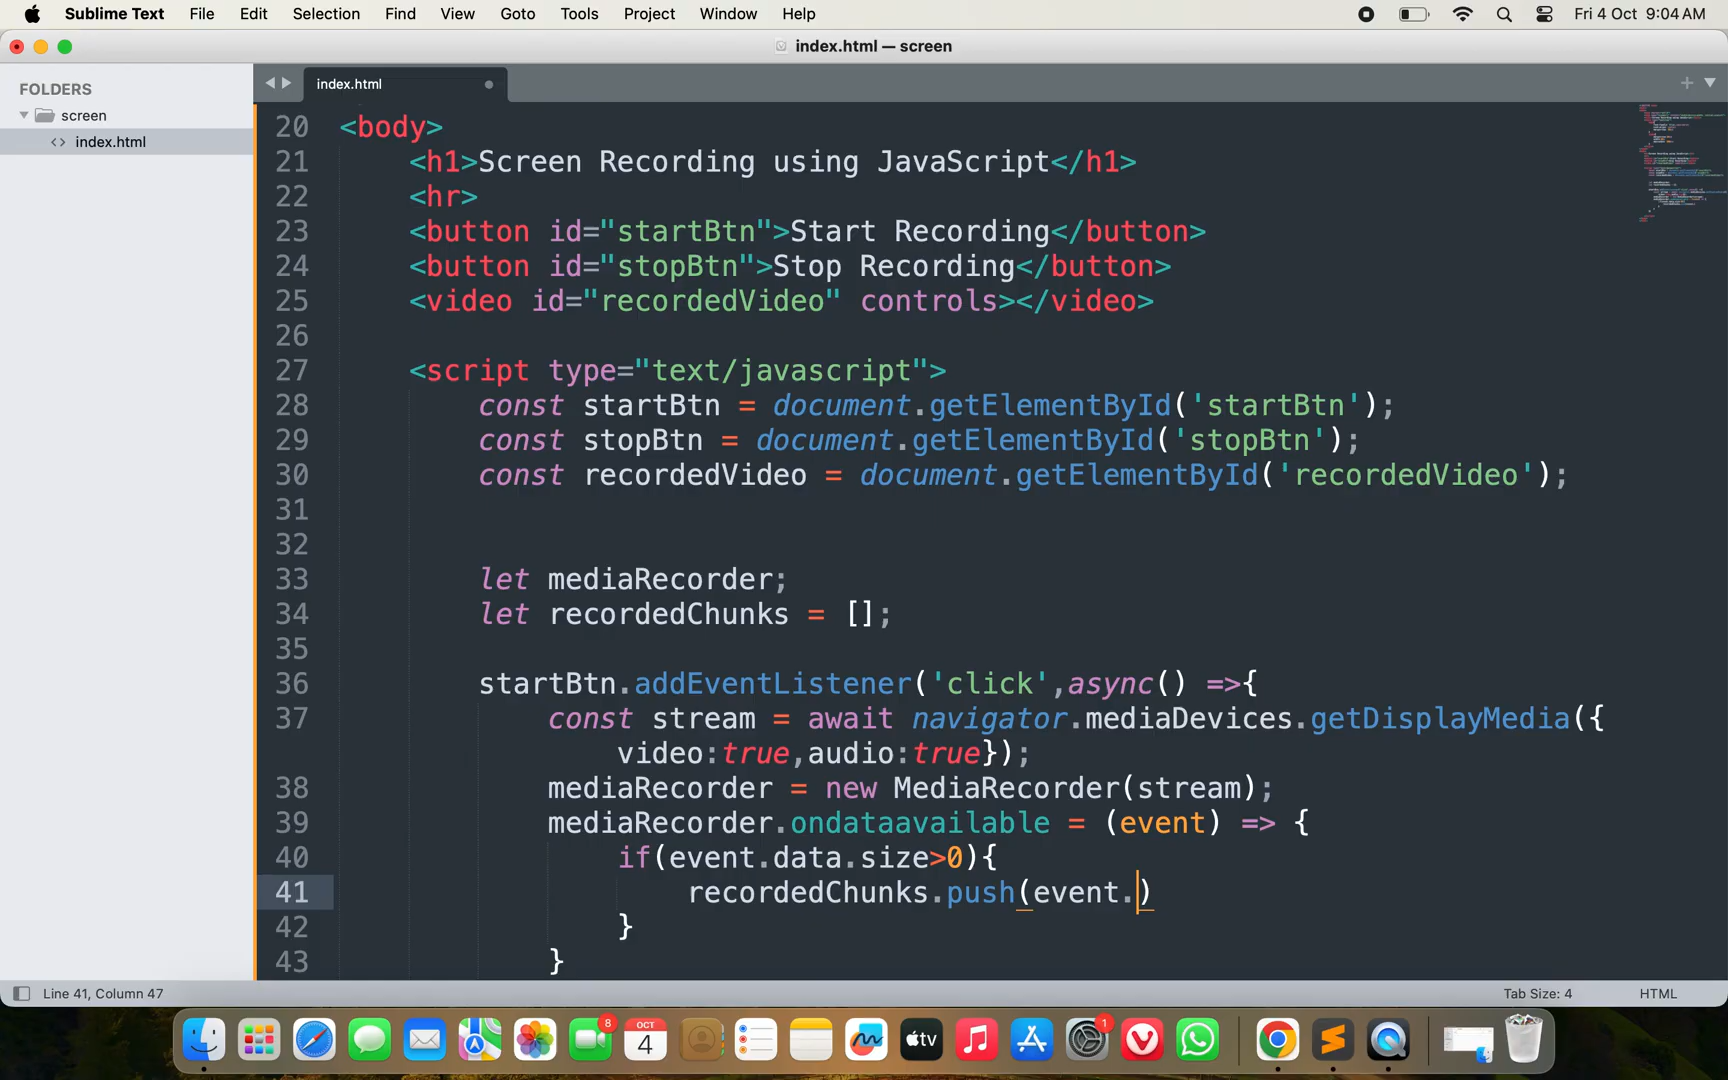 Sublime Text File Edit Selection Find View Goto Tools Project Window Help Fri 4 Oct 9:04 AM
index.html — screen
FOLDERS
screen
<> index.html
index.html
20 <body>
21 <h1>Screen Recording using JavaScript</h1>
22 <hr>
23 <button id="startBtn">Start Recording</button>
24 <button id="stopBtn">Stop Recording</button>
25 <video id="recordedVideo" controls></video>
26
27 <script type="text/javascript">
28 const startBtn = document.getElementById('startBtn');
29 const stopBtn = document.getElementById('stopBtn');
30 const recordedVideo = document.getElementById('recordedVideo');
31
32
33 let mediaRecorder;
34 let recordedChunks = [];
35
36 startBtn.addEventListener('click',async() =>{
37 const stream = await navigator.mediaDevices.getDisplayMedia({
video:true,audio:true});
38 mediaRecorder = new MediaRecorder(stream);
39 mediaRecorder.ondataavailable = (event) => {
40 if(event.data.size>0){
41 recordedChunks.push(event.)
42 }
43 }
Line 41, Column 47 Tab Size: 4 HTML
8 OCT 4 tv 1